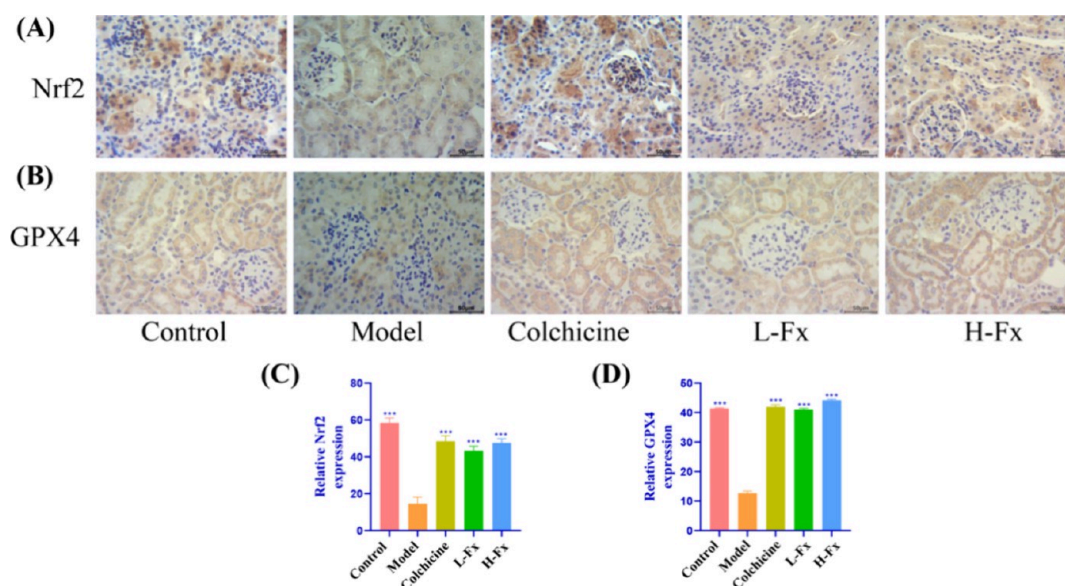 (A)
Nrf2
(B)
GPX4
Control Model Colchicine L-Fx H-Fx
(C)
Relative Nrf2
expression
80
60
40
20
0
***
***
***
***
Control
Model
Colchicine
L-Fx
H-Fx
(D)
Relative GPX4
expression
50
40
30
20
10
0
***
***
***
***
Control
Model
Colchicine
L-Fx
H-Fx